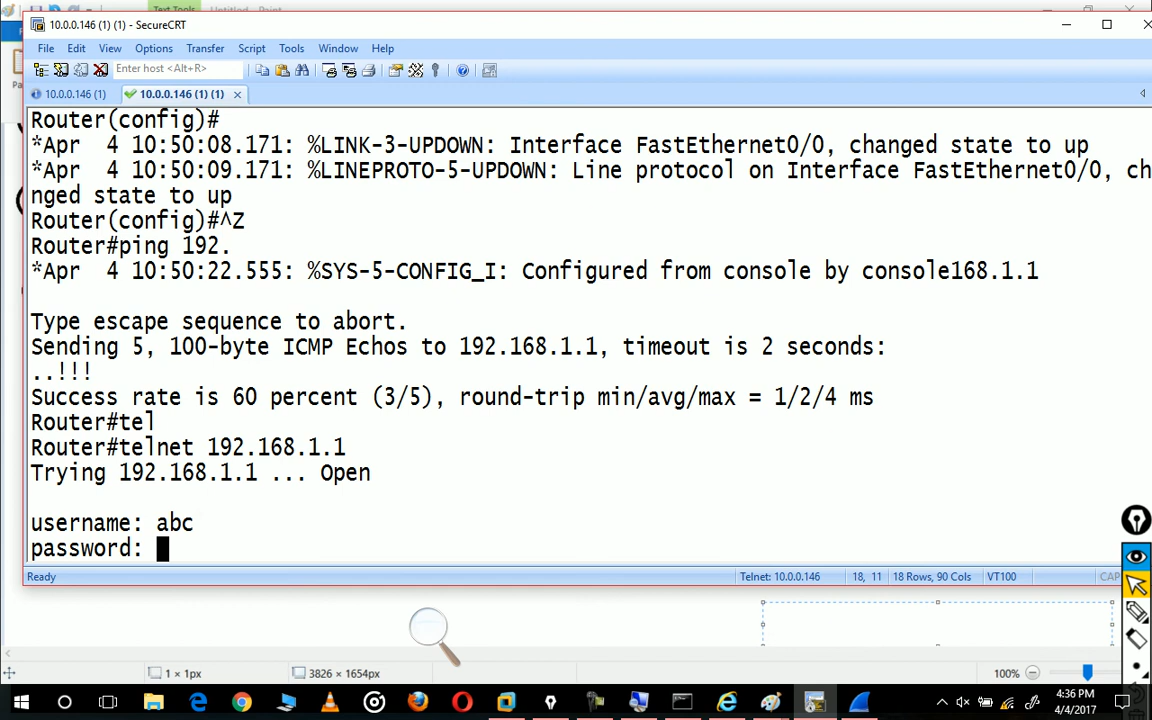 Text Tools
Untitled - Paint
10.0.0.146 (1) (1) - SecureCRT
File Edit View Options Transfer Script Tools Window Help
Enter host <Alt+R>
10.0.0.146 (1)
10.0.0.146 (1) (1)
Router(config)#
*Apr  4 10:50:08.171: %LINK-3-UPDOWN: Interface FastEthernet0/0, changed state to up
*Apr  4 10:50:09.171: %LINEPROTO-5-UPDOWN: Line protocol on Interface FastEthernet0/0, ch
nged state to up
Router(config)#^Z
Router#ping 192.
*Apr  4 10:50:22.555: %SYS-5-CONFIG_I: Configured from console by console168.1.1
Type escape sequence to abort.
Sending 5, 100-byte ICMP Echos to 192.168.1.1, timeout is 2 seconds:
..!!!
Success rate is 60 percent (3/5), round-trip min/avg/max = 1/2/4 ms
Router#tel
Router#telnet 192.168.1.1
Trying 192.168.1.1 ... Open
username: abc
password:
Ready
Telnet: 10.0.0.146
18, 11
18 Rows, 90 Cols
VT100
CAP
1 × 1px
3826 × 1654px
100%
4:36 PM
4/4/2017